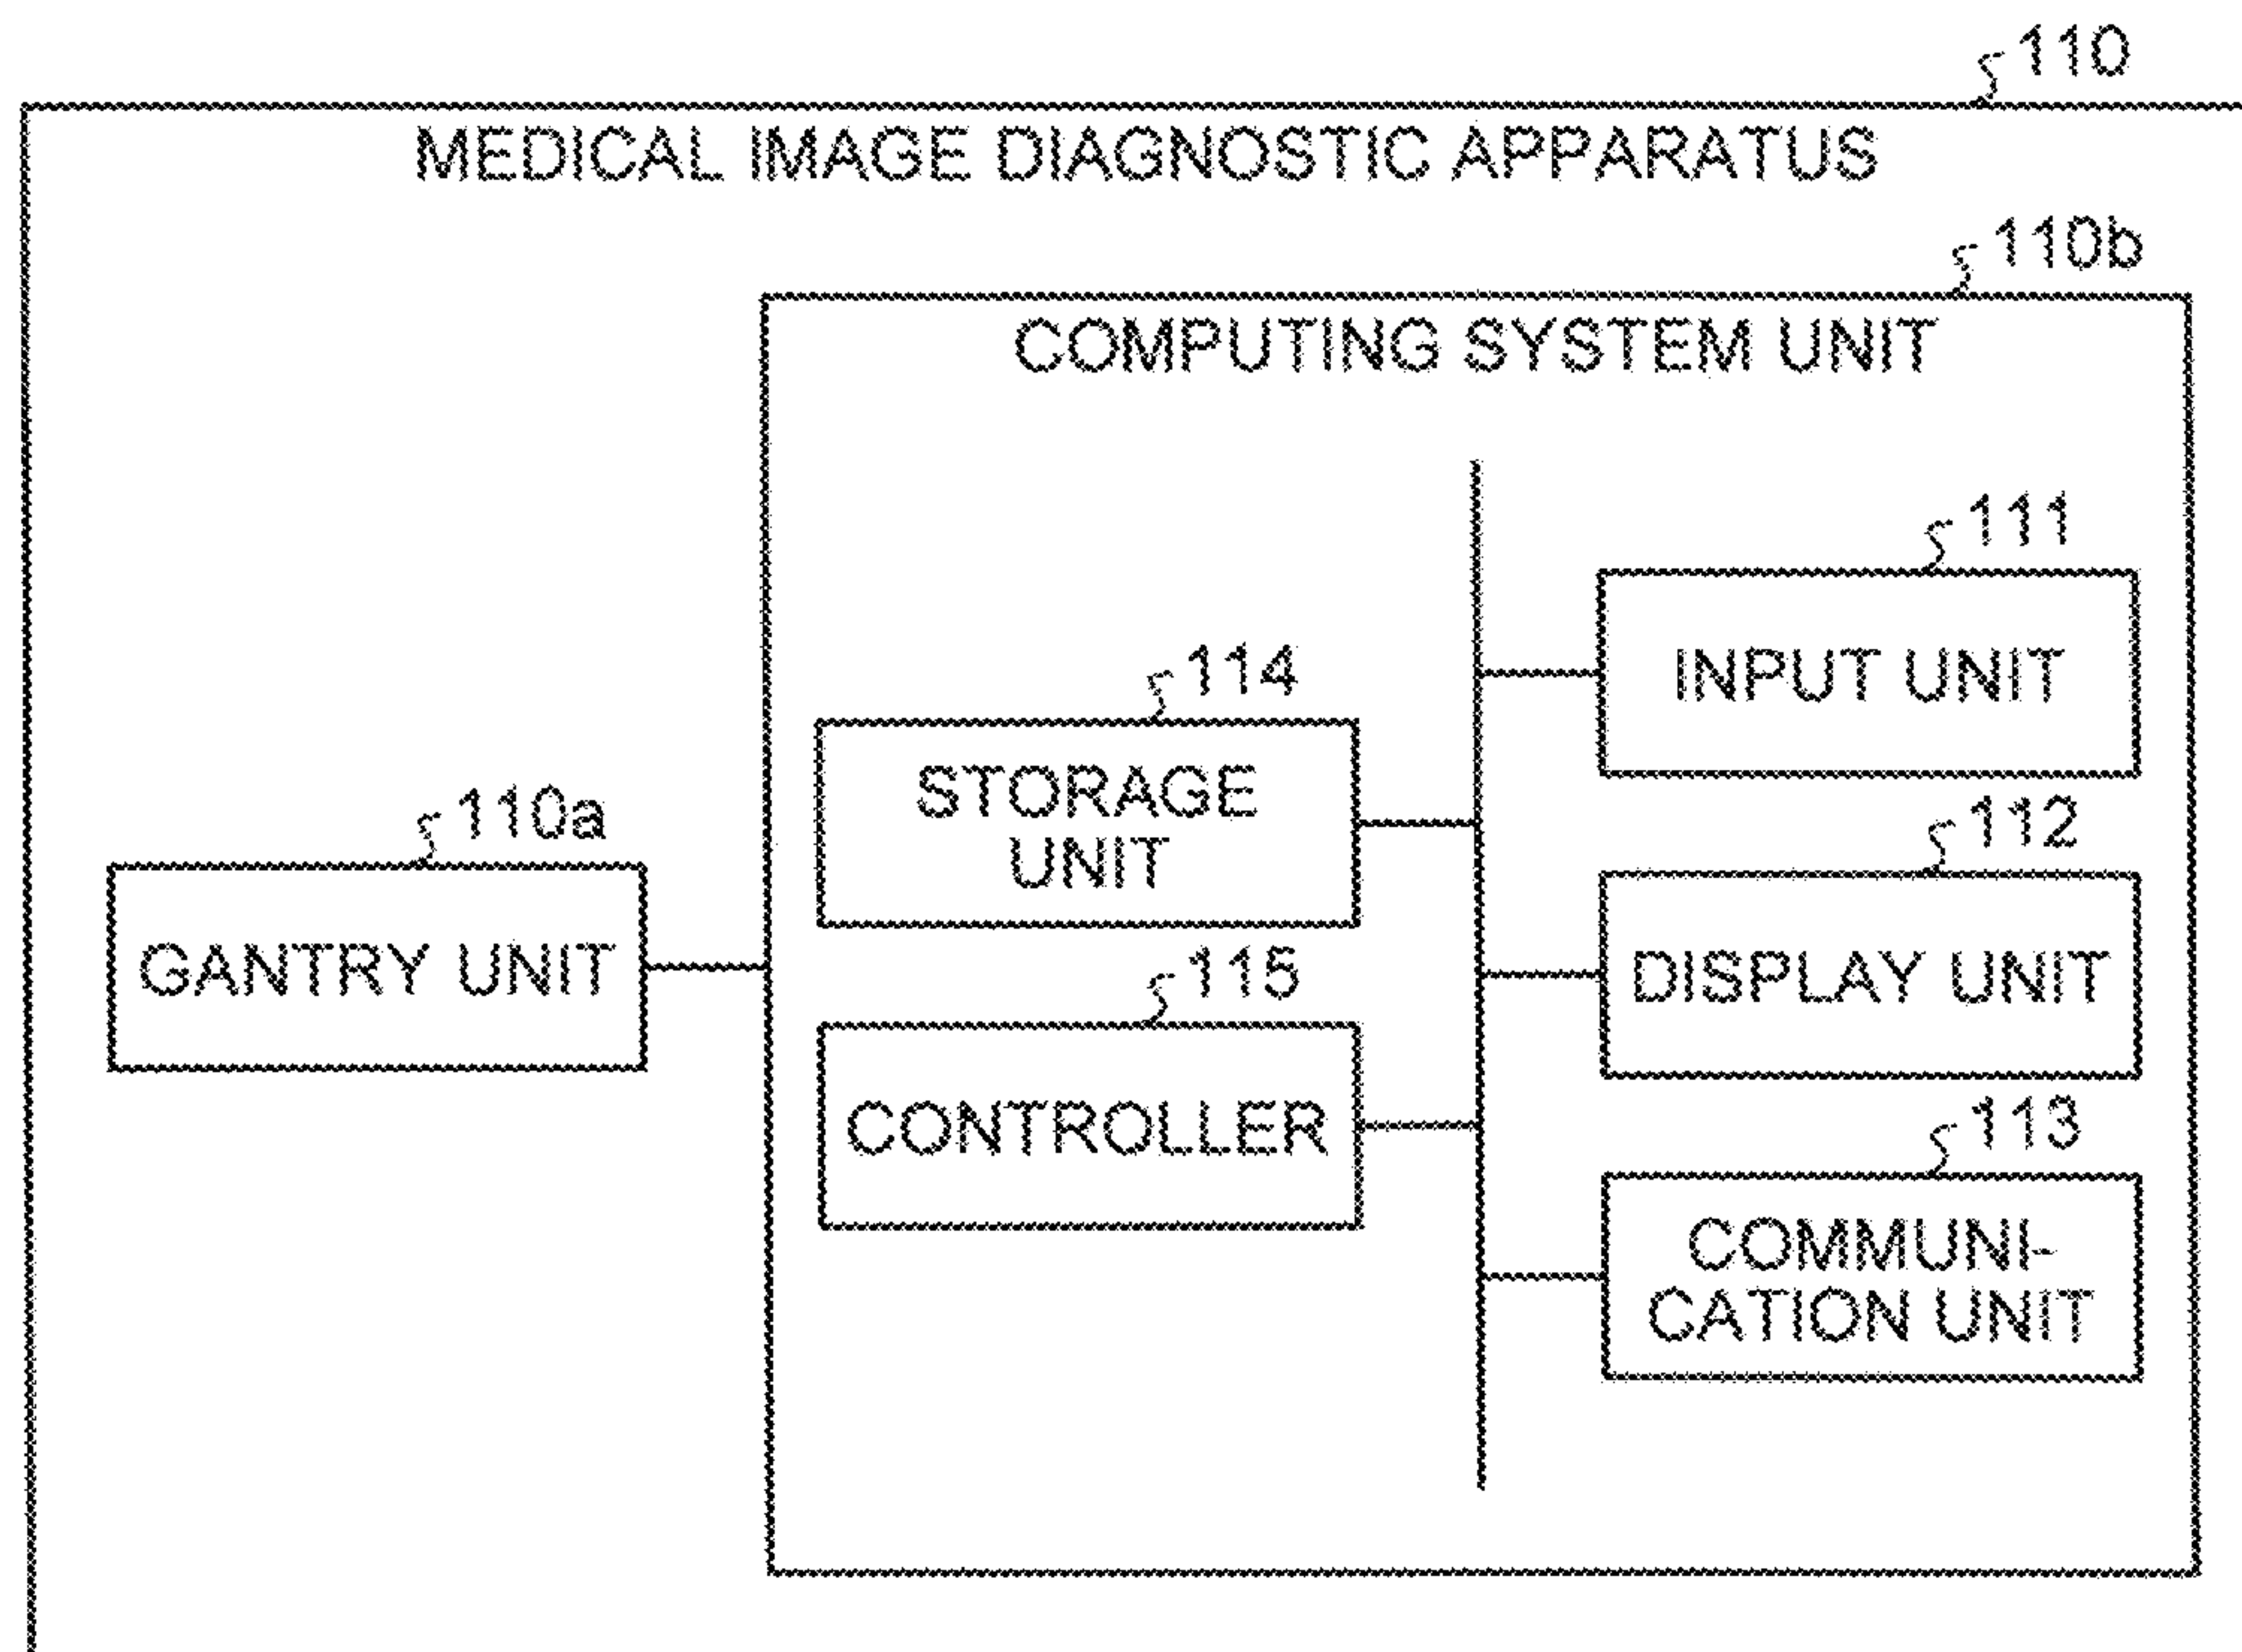 110
MEDICAL IMAGE DIAGNOSTIC APPARATUS
110b
COMPUTING SYSTEM UNIT
111
INPUT UNIT
114
STORAGE
UNIT
110a
GANTRY UNIT
112
DISPLAY UNIT
115
CONTROLLER
113
COMMUNI-
CATION UNIT